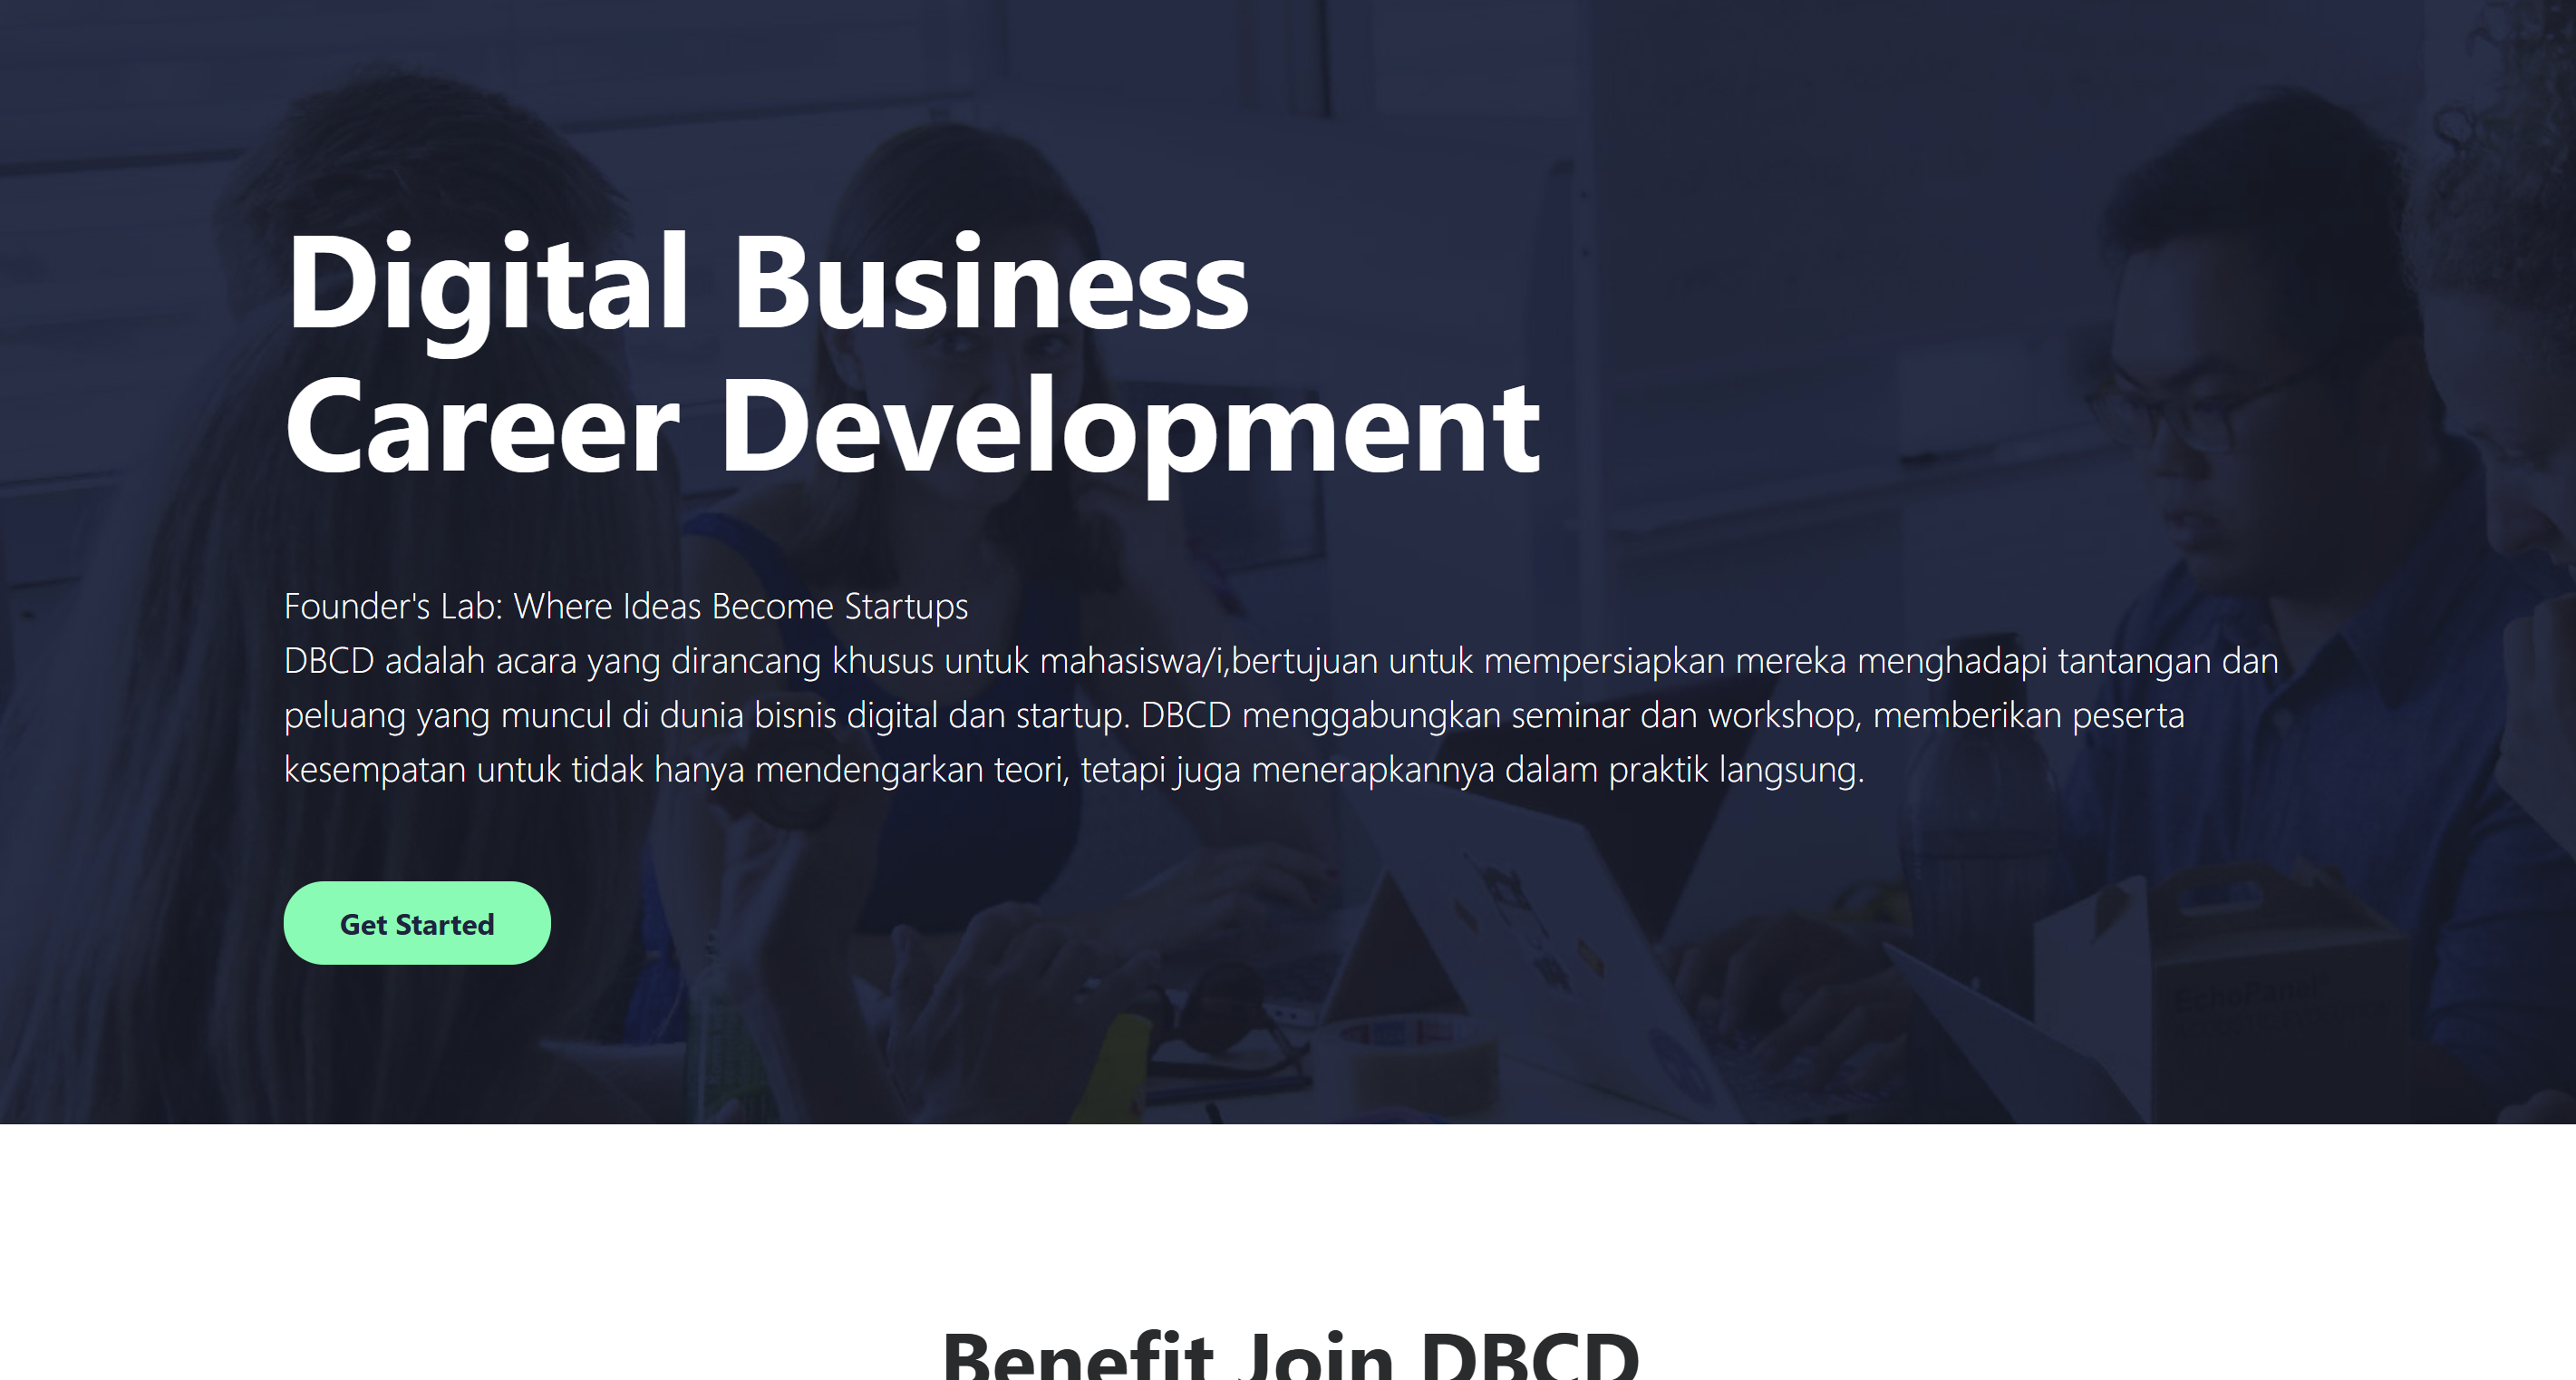 Digital Business
Career Development
Founder's Lab: Where Ideas Become Startups
DBCD adalah acara yang dirancang khusus untuk mahasiswa/i,bertujuan untuk mempersiapkan mereka menghadapi tantangan dan
peluang yang muncul di dunia bisnis digital dan startup. DBCD menggabungkan seminar dan workshop, memberikan peserta
kesempatan untuk tidak hanya mendengarkan teori, tetapi juga menerapkannya dalam praktik langsung.
Get Started
EchoPanel
Benefit Join DBCD